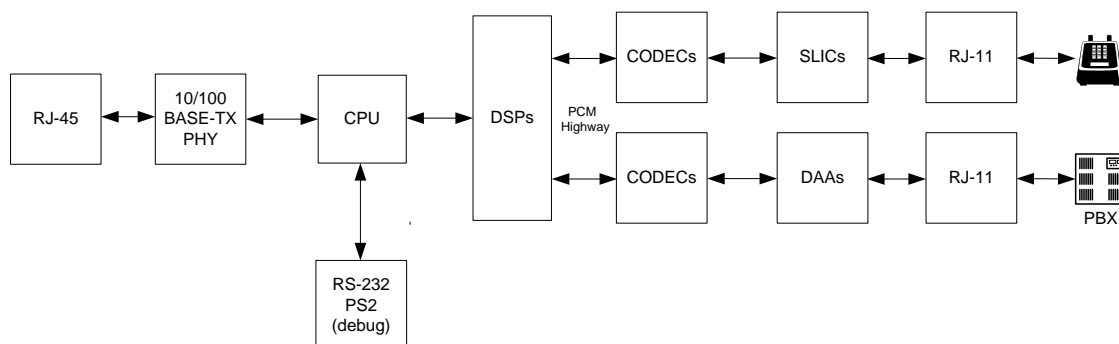 RJ-45
10/100
BASE-TX
PHY
CPU
RS-232
PS2
(debug)
DSPs
PCM
Highway
CODECs
SLICs
RJ-11
CODECs
DAAs
RJ-11
PBX